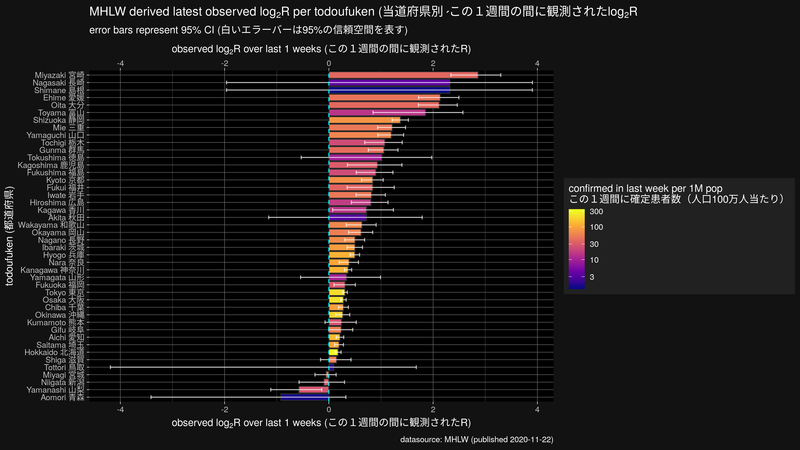 MHLW derived latest observed log₂R per todoufuken (当道府県別 -この１週間の間に観測されたlog₂R
error bars represent 95% CI (白いエラーバーは95%の信頼空間を表す)
observed log₂R over last 1 weeks (この１週間の間に観測されたR)
-4 -2 0 2 4
todoufuken (都道府県)
Miyazaki 宮崎
Nagasaki 長崎
Shimane 島根
Ehime 愛媛
Oita 大分
Toyama 富山
Shizuoka 静岡
Mie 三重
Yamaguchi 山口
Tochigi 栃木
Gunma 群馬
Tokushima 徳島
Kagoshima 鹿児島
Fukushima 福島
Kyoto 京都
Fukui 福井
Iwate 岩手
Hiroshima 広島
Kagawa 香川
Akita 秋田
Wakayama 和歌山
Okayama 岡山
Nagano 長野
Ibaraki 茨城
Hyogo 兵庫
Nara 奈良
Kanagawa 神奈川
Yamagata 山形
Fukuoka 福岡
Tokyo 東京
Osaka 大阪
Chiba 千葉
Okinawa 沖縄
Kumamoto 熊本
Gifu 岐阜
Aichi 愛知
Saitama 埼玉
Hokkaido 北海道
Shiga 滋賀
Tottori 鳥取
Miyagi 宮城
Niigata 新潟
Yamanashi 山梨
Aomori 青森
-4 -2 0 2 4
observed log₂R over last 1 weeks (この１週間の間に観測されたR)
confirmed in last week per 1M pop
この１週間に確定患者数（人口100万人当たり）
300
100
30
10
3
datasource: MHLW (published 2020-11-22)